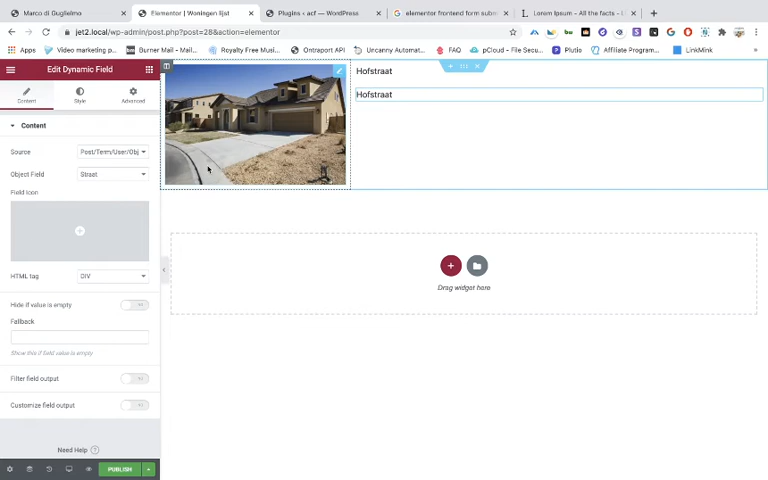 Marco di Guglielmo
Elementor | Woningen lijst
Plugins ‹ acf — WordPress
elementor frontend form subm
Lorem Ipsum - All the facts - L
jet2.local/wp-admin/post.php?post=28&action=elementor
Apps
Video marketing p...
Burner Mail - Mail...
Royalty Free Musi...
Ontraport API
Uncanny Automat...
FAQ
pCloud - File Secu...
Plutio
Affiliate Program...
LinkMink
Edit Dynamic Field
Content
Style
Advanced
Content
Source
Post/Term/User/Obj
Object Field
Straat
Field Icon
HTML tag
DIV
Hide if value is empty
Fallback
Show this if field value is empty
Filter field output
Customize field output
Need Help
PUBLISH
Hofstraat
Hofstraat
Drag widget here